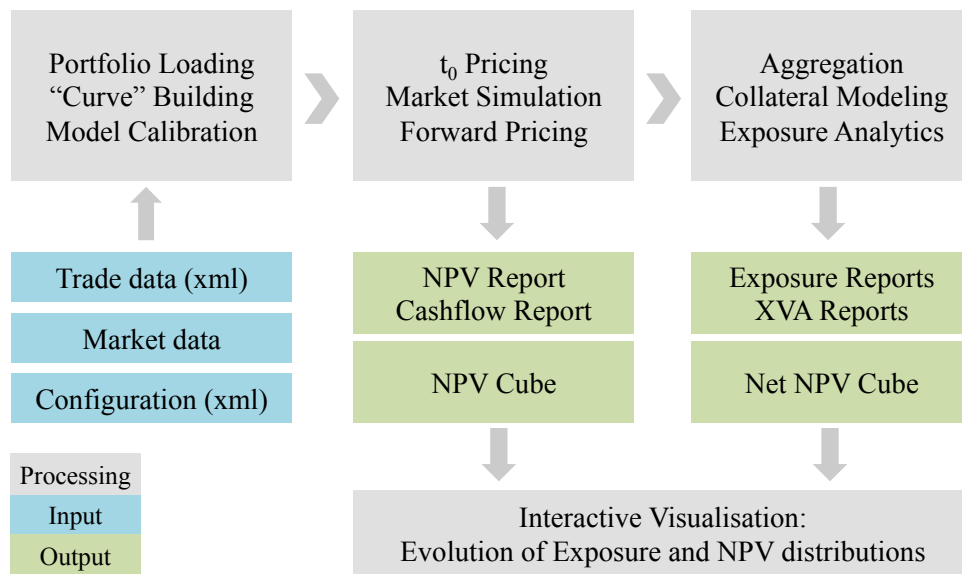 Portfolio Loading
“Curve” Building
Model Calibration
t₀ Pricing
Market Simulation
Forward Pricing
Aggregation
Collateral Modeling
Exposure Analytics
Trade data (xml)
Market data
Configuration (xml)
NPV Report
Cashflow Report
NPV Cube
Exposure Reports
XVA Reports
Net NPV Cube
Processing
Input
Output
Interactive Visualisation:
Evolution of Exposure and NPV distributions